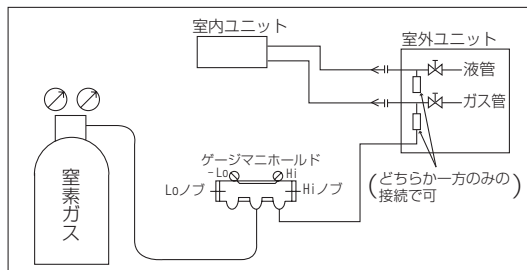 室内ユニット
室外ユニット
液管
ガス管
ゲージマニホールド
Lo
Hi
Loノブ
Hiノブ
(どちらか一方のみの
接続で可)
窒素ガス